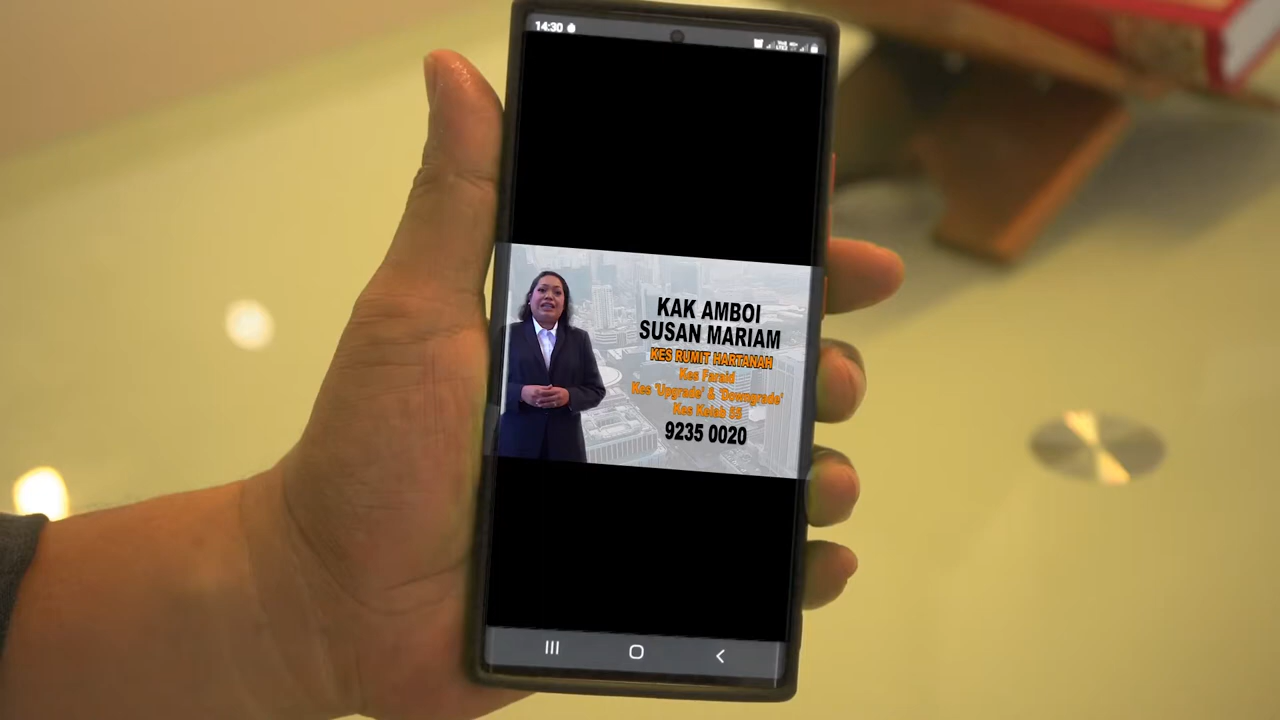 14:30
KAK AMBOI
SUSAN MARIAM
KES RUMIT HARTANAH
Kes Faraid
Kes 'Upgrade' & 'Downgrade'
Kes Kelab 55
9235 0020